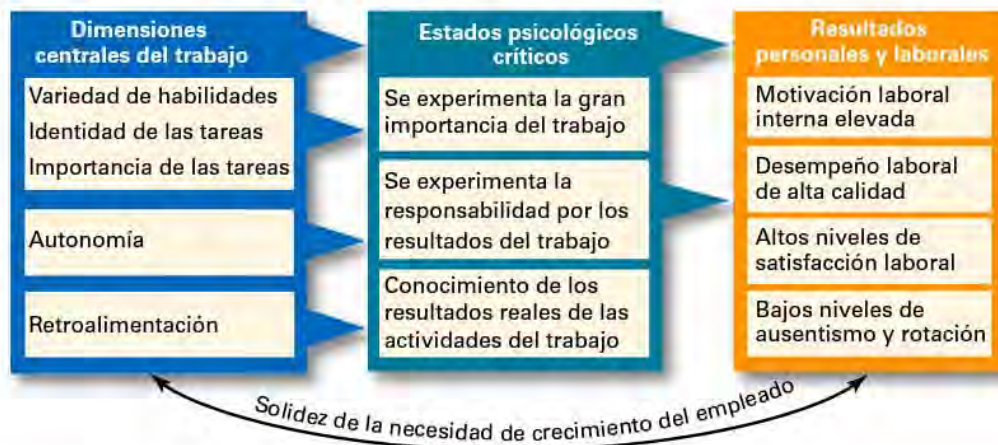 Dimensiones
centrales del trabajo
Variedad de habilidades
Identidad de las tareas
Importancia de las tareas
Autonomía
Retroalimentación
Estados psicológicos
críticos
Se experimenta la gran
importancia del trabajo
Se experimenta la
responsabilidad por los
resultados del trabajo
Conocimiento de los
resultados reales de las
actividades del trabajo
Resultados
personales y laborales
Motivación laboral
interna elevada
Desempeño laboral
de alta calidad
Altos niveles de
satisfacción laboral
Bajos niveles de
ausentismo y rotación
Solidez de la necesidad de crecimiento del empleado